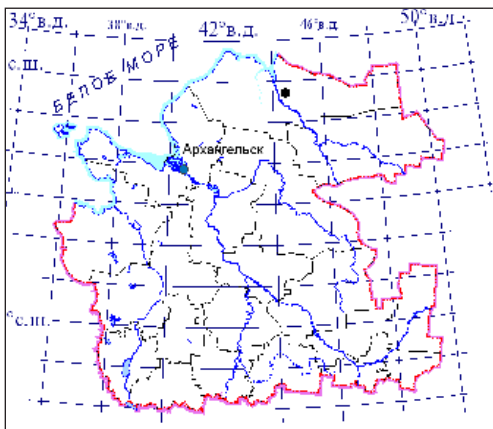 34°в.д.
38°в.д.
42°в.д.
46°в.д.
50°в.д.
с.ш.
БЕЛОЕ МОРЕ
Архангельск
°с.ш.